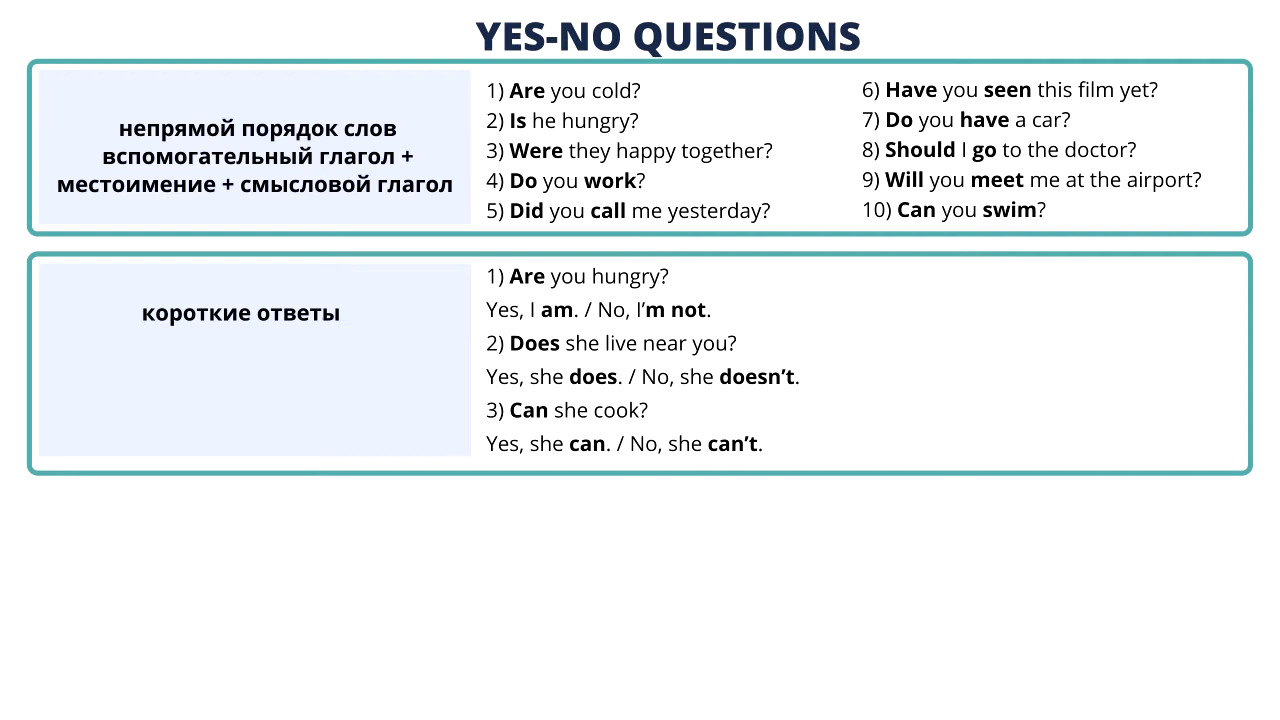 YES-NO QUESTIONS
непрямой порядок слов
вспомогательный глагол +
местоимение + смысловой глагол
1) Are you cold?
2) Is he hungry?
3) Were they happy together?
4) Do you work?
5) Did you call me yesterday?
6) Have you seen this film yet?
7) Do you have a car?
8) Should I go to the doctor?
9) Will you meet me at the airport?
10) Can you swim?
короткие ответы
1) Are you hungry?
Yes, I am. / No, I’m not.
2) Does she live near you?
Yes, she does. / No, she doesn’t.
3) Can she cook?
Yes, she can. / No, she can’t.